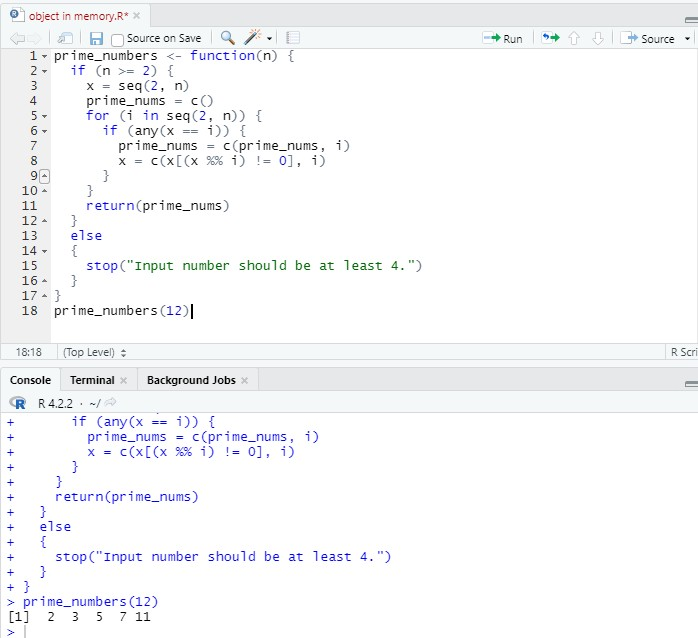 object in memory.R*
Source on Save
Run
Source
1 prime_numbers <- function(n) {
2   if (n >= 2) {
3     x = seq(2, n)
4     prime_nums = c()
5     for (i in seq(2, n)) {
6       if (any(x == i)) {
7         prime_nums = c(prime_nums, i)
8         x = c(x[(x %% i) != 0], i)
9       }
10     }
11     return(prime_nums)
12   }
13   else
14   {
15     stop("Input number should be at least 4.")
16   }
17 }
18 prime_numbers(12)
18:18 (Top Level) R Scri
Console Terminal Background Jobs
R R 4.2.2 · ~/
+       if (any(x == i)) {
+         prime_nums = c(prime_nums, i)
+         x = c(x[(x %% i) != 0], i)
+       }
+     }
+     return(prime_nums)
+   }
+   else
+   {
+     stop("Input number should be at least 4.")
+   }
+ }
> prime_numbers(12)
[1]  2  3  5  7 11
>